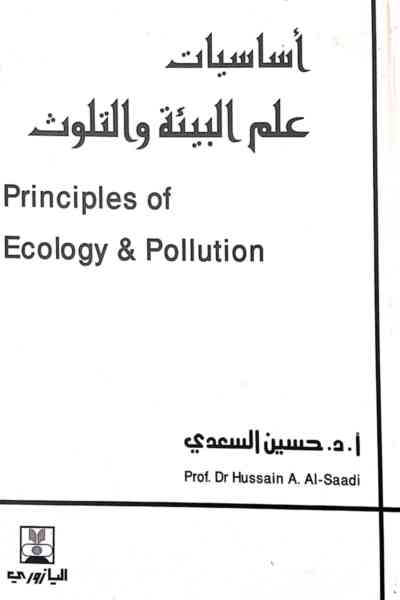 أساسيات
علم البيئة والتلوث
Principles of
Ecology & Pollution
أ.د. حسين السعدي
Prof. Dr Hussain A. Al-Saadi
اليازوري